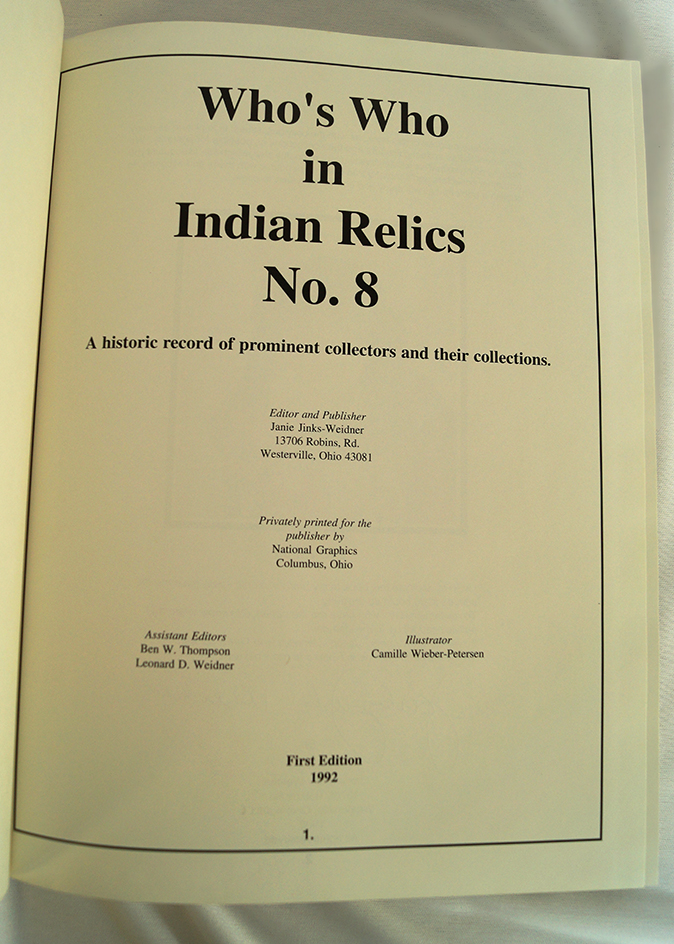 Who's Who
in
Indian Relics
No. 8
A historic record of prominent collectors and their collections.
Editor and Publisher
Janie Jinks-Weidner
13706 Robins, Rd.
Westerville, Ohio 43081
Privately printed for the
publisher by
National Graphics
Columbus, Ohio
Assistant Editors
Ben W. Thompson
Leonard D. Weidner
Illustrator
Camille Wieber-Petersen
First Edition
1992
1.